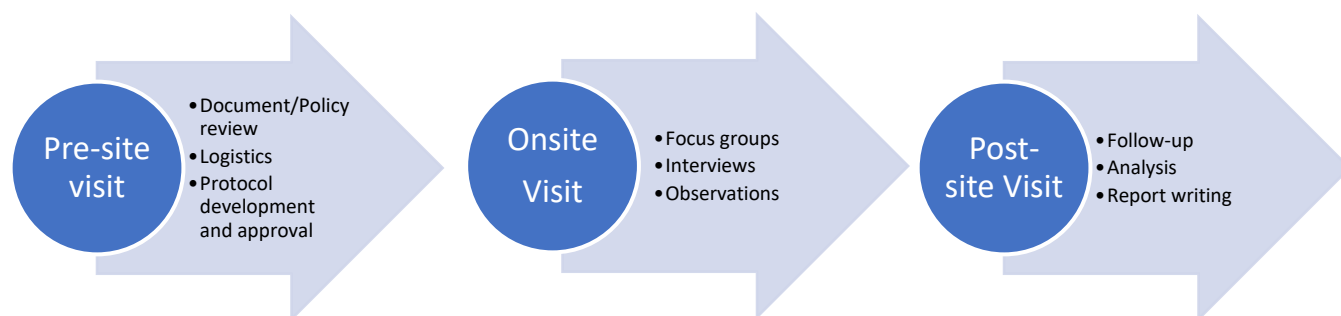 Pre-site
visit
•Document/Policy
review
•Logistics
•Protocol
development
and approval
Onsite
Visit
•Focus groups
•Interviews
•Observations
Post-
site Visit
•Follow-up
•Analysis
•Report writing